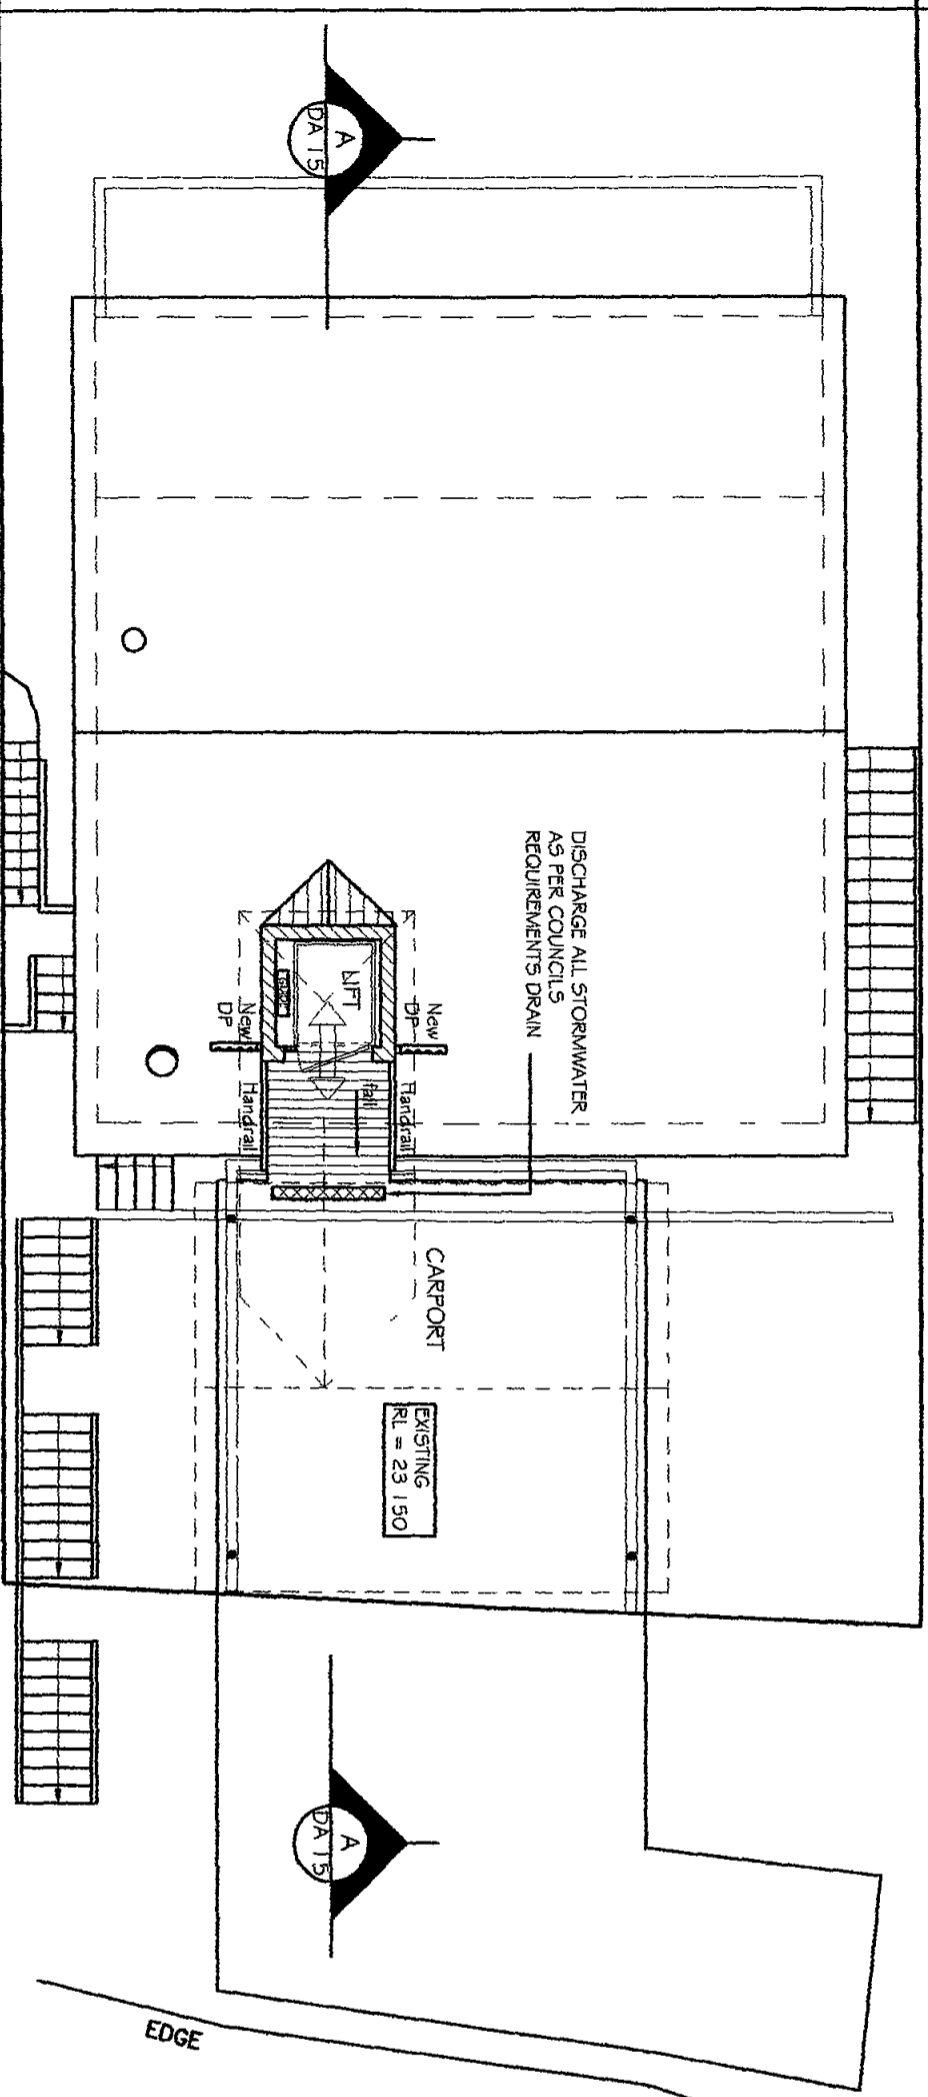 A
DA 15
DISCHARGE ALL STORMWATER
AS PER COUNCILS
REQUIREMENTS DRAIN
New
DP
LIFT
New
DP
Handrail
fall
Handrail
CARPORT
EXISTING
RL = 23 150
A
DA 15
EDGE